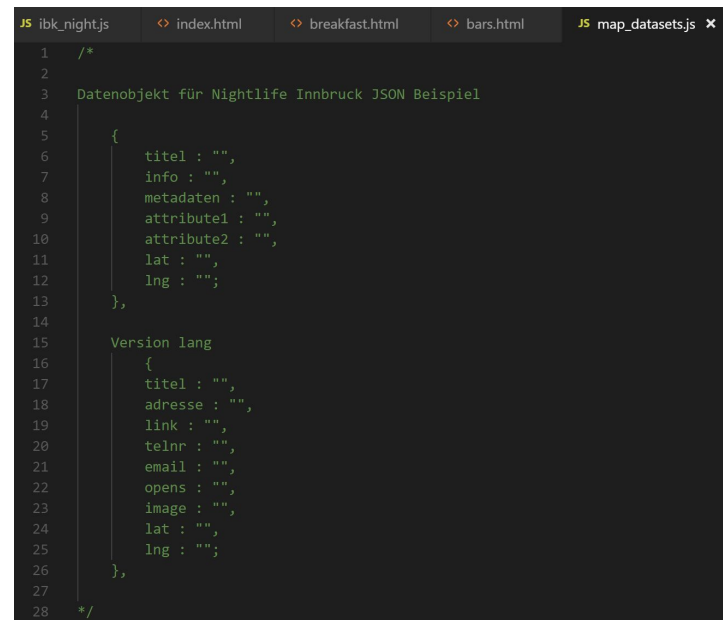 JS ibk_night.js <> index.html <> breakfast.html <> bars.html JS map_datasets.js ×
1 /*
2
3 Datenobjekt für Nightlife Innbruck JSON Beispiel
4
5 {
6 titel : "",
7 info : "",
8 metadaten : "",
9 attribute1 : "",
10 attribute2 : "",
11 lat : "",
12 lng : "";
13 },
14
15 Version lang
16 {
17 titel : "",
18 adresse : "",
19 link : "",
20 telnr : "",
21 email : "",
22 opens : "",
23 image : "",
24 lat : "",
25 lng : "";
26 },
27
28 */